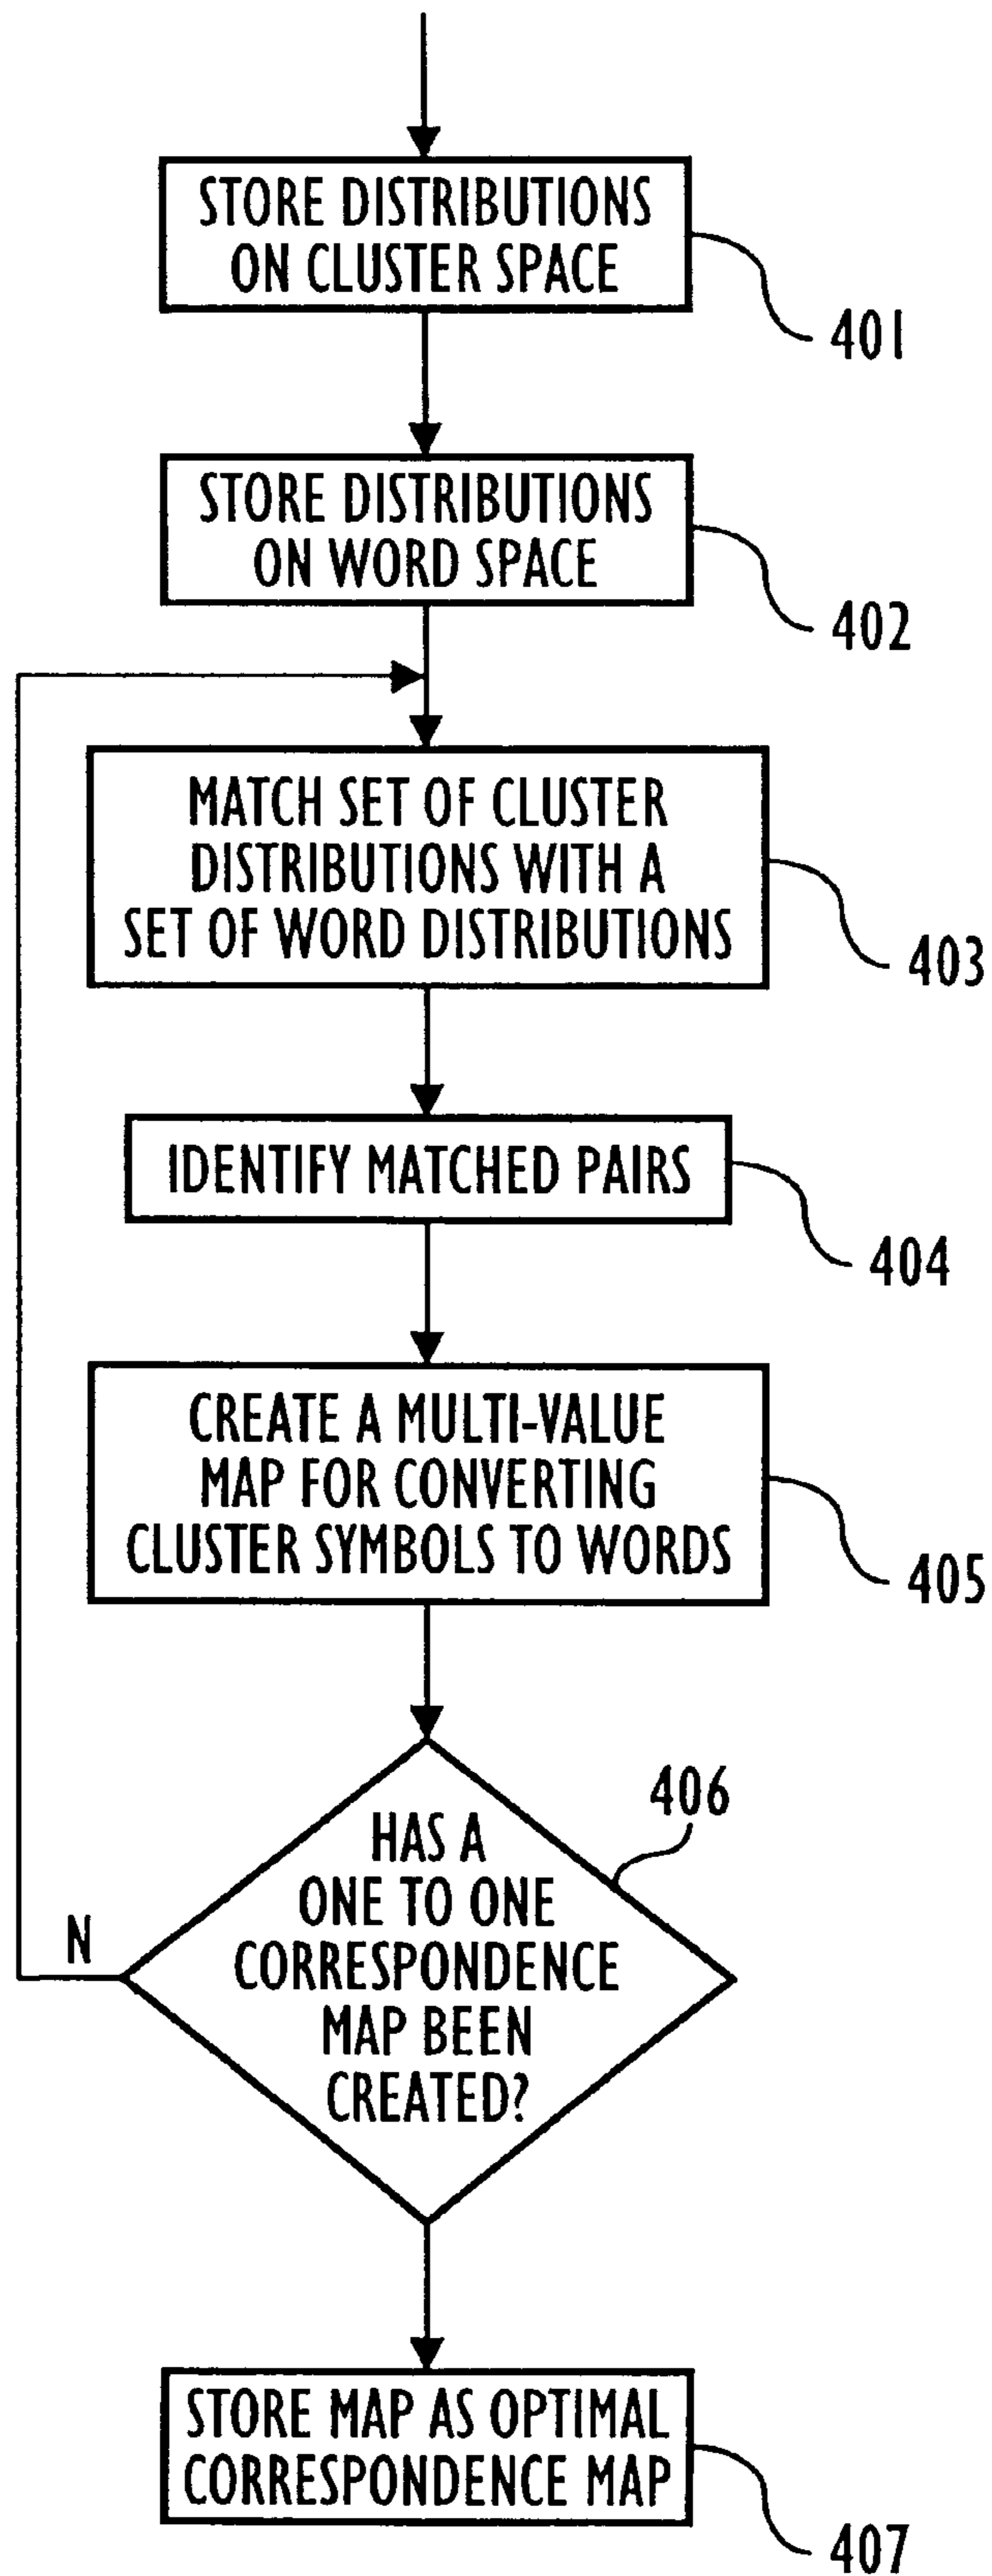 STORE DISTRIBUTIONS
ON CLUSTER SPACE
401
STORE DISTRIBUTIONS
ON WORD SPACE
402
MATCH SET OF CLUSTER
DISTRIBUTIONS WITH A
SET OF WORD DISTRIBUTIONS
403
IDENTIFY MATCHED PAIRS
404
CREATE A MULTI-VALUE
MAP FOR CONVERTING
CLUSTER SYMBOLS TO WORDS
405
406
HAS A
ONE TO ONE
CORRESPONDENCE
MAP BEEN
CREATED?
N
STORE MAP AS OPTIMAL
CORRESPONDENCE MAP
407